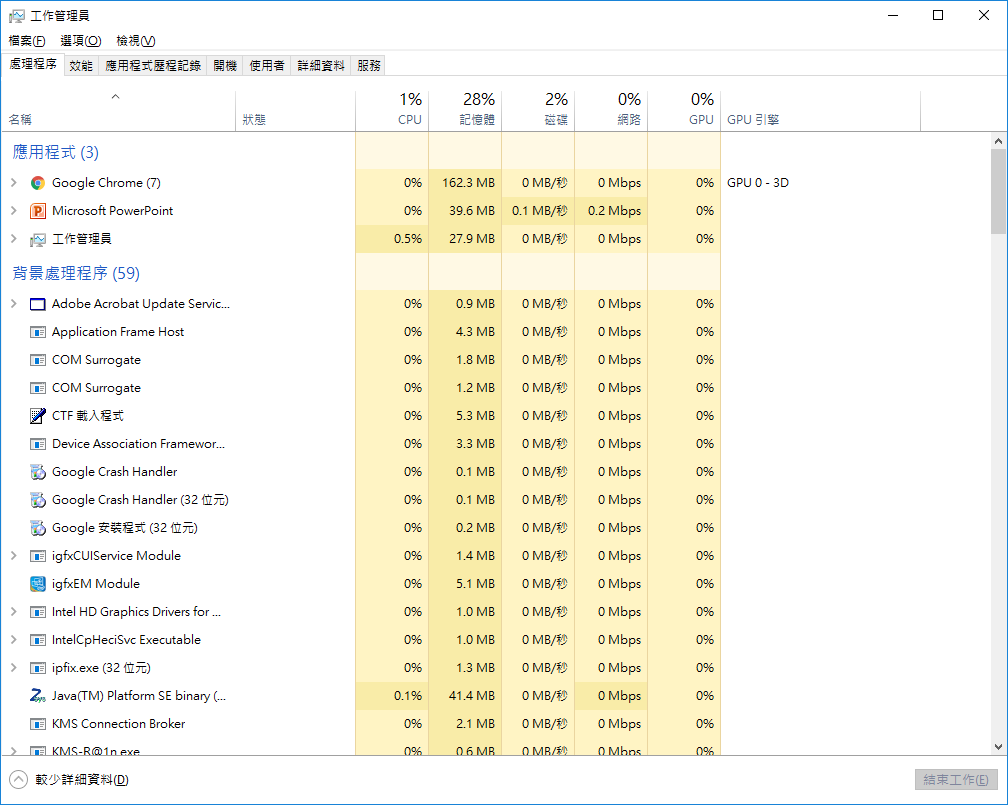 工作管理員
檔案(F) 選項(O) 檢視(V)
處理程序 效能 應用程式歷程記錄 開機 使用者 詳細資料 服務
1% 28% 2% 0% 0%
名稱 狀態 CPU 記憶體 磁碟 網路 GPU GPU 引擎
應用程式 (3)
Google Chrome (7) 0% 162.3 MB 0 MB/秒 0 Mbps 0% GPU 0 - 3D
Microsoft PowerPoint 0% 39.6 MB 0.1 MB/秒 0.2 Mbps 0%
工作管理員 0.5% 27.9 MB 0 MB/秒 0 Mbps 0%
背景處理程序 (59)
Adobe Acrobat Update Servic... 0% 0.9 MB 0 MB/秒 0 Mbps 0%
Application Frame Host 0% 4.3 MB 0 MB/秒 0 Mbps 0%
COM Surrogate 0% 1.8 MB 0 MB/秒 0 Mbps 0%
COM Surrogate 0% 1.2 MB 0 MB/秒 0 Mbps 0%
CTF 載入程式 0% 5.3 MB 0 MB/秒 0 Mbps 0%
Device Association Framewor... 0% 3.3 MB 0 MB/秒 0 Mbps 0%
Google Crash Handler 0% 0.1 MB 0 MB/秒 0 Mbps 0%
Google Crash Handler (32 位元) 0% 0.1 MB 0 MB/秒 0 Mbps 0%
Google 安裝程式 (32 位元) 0% 0.2 MB 0 MB/秒 0 Mbps 0%
igfxCUIService Module 0% 1.4 MB 0 MB/秒 0 Mbps 0%
igfxEM Module 0% 5.1 MB 0 MB/秒 0 Mbps 0%
Intel HD Graphics Drivers for ... 0% 1.0 MB 0 MB/秒 0 Mbps 0%
IntelCpHeciSvc Executable 0% 1.0 MB 0 MB/秒 0 Mbps 0%
ipfix.exe (32 位元) 0% 1.3 MB 0 MB/秒 0 Mbps 0%
Java(TM) Platform SE binary (... 0.1% 41.4 MB 0 MB/秒 0 Mbps 0%
KMS Connection Broker 0% 2.1 MB 0 MB/秒 0 Mbps 0%
KMS-R@1n.exe 0% 0.6 MB 0 MB/秒 0 Mbps 0%
較少詳細資料(D) 結束工作(E)